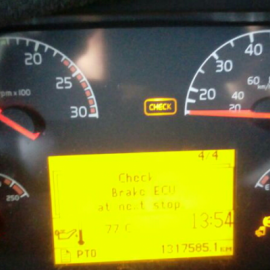 40
20
60
25
40
rpm x 100
30
CHECK
20
4/4
Check
Brake ECU
at next stop
250
77 C
13:54
PTO
1317585.1 KM